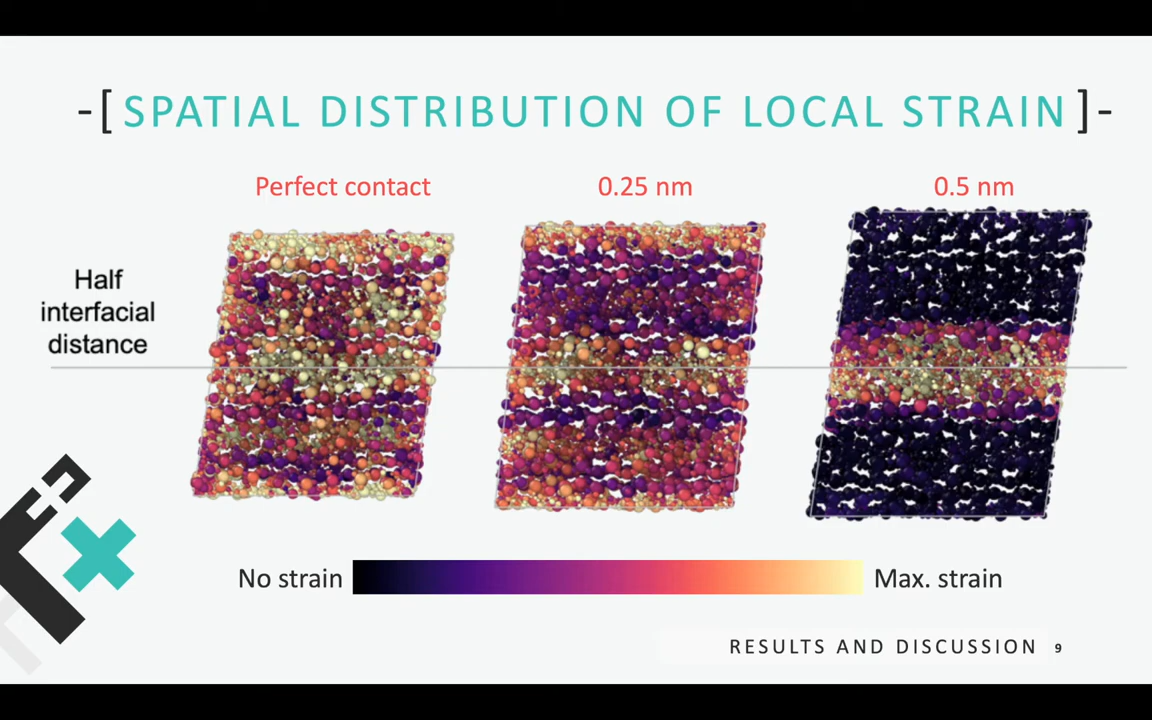 -[SPATIAL DISTRIBUTION OF LOCAL STRAIN]-
Perfect contact
0.25 nm
0.5 nm
Half
interfacial
distance
No strain
Max. strain
RESULTS AND DISCUSSION 9